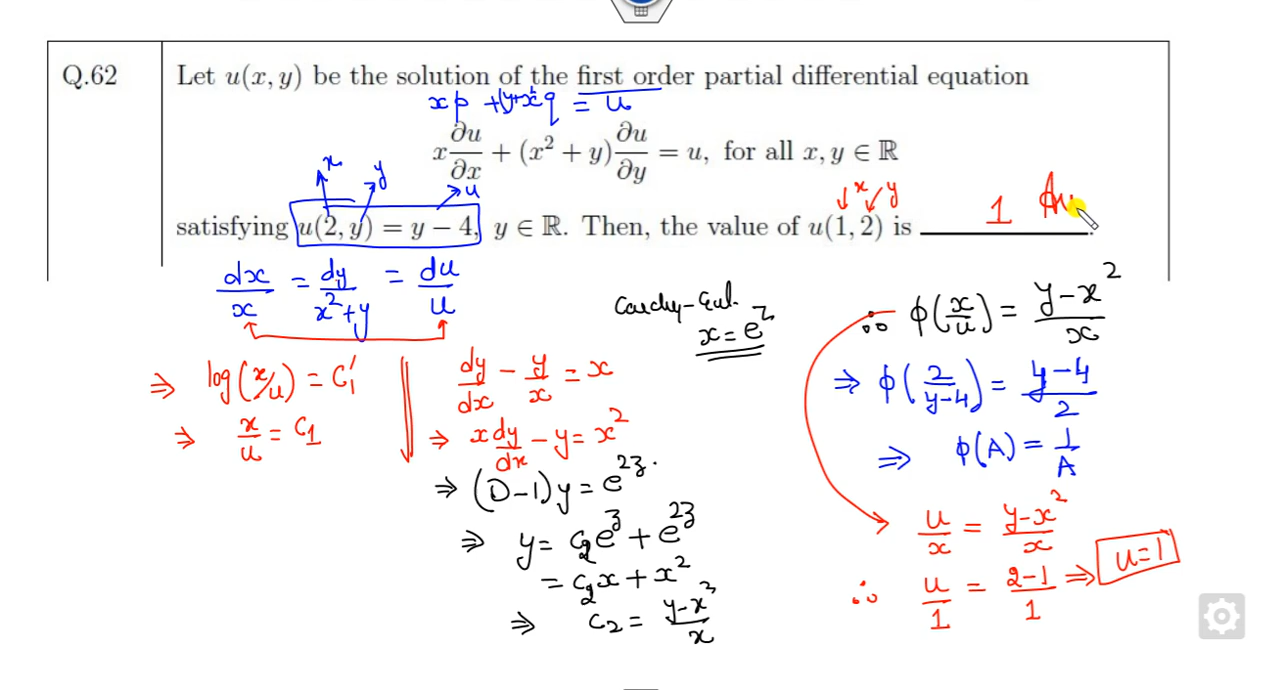 Q.62
Let u(x, y) be the solution of the first order partial differential equation
xp + (y+x²)q = u
x ∂u/∂x + (x² + y) ∂u/∂y = u, for all x, y ∈ ℝ
x y u
x y
satisfying u(2, y) = y − 4, y ∈ ℝ. Then, the value of u(1, 2) is ________.
1 Ans
dx/x = dy/(x²+y) = du/u
⇒ log(x/u) = C₁'
⇒ x/u = C₁
dy/dx − y/x = x
⇒ x dy/dx − y = x²
⇒ (D−1)y = e^2z.
⇒ y = C₂e^z + e^2z
= C₂x + x²
⇒ C₂ = (y−x²)/x
Cauchy-Eul.
x = e^z
∴ ϕ(x/u) = (y−x²)/x
⇒ ϕ(2/(y−4)) = (y−4)/2
⇒ ϕ(A) = 1/A
u/x = (y−x²)/x
∴ u/1 = (2−1)/1 ⇒ u=1